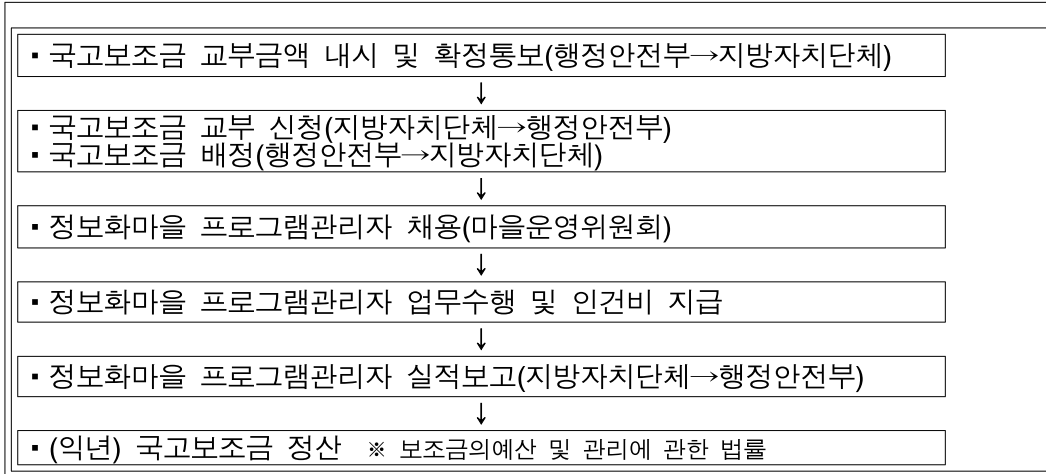 ▪ 국고보조금 교부금액 내시 및 확정통보(행정안전부→지방자치단체)
↓
▪ 국고보조금 교부 신청(지방자치단체→행정안전부)
▪ 국고보조금 배정(행정안전부→지방자치단체)
↓
▪ 정보화마을 프로그램관리자 채용(마을운영위원회)
↓
▪ 정보화마을 프로그램관리자 업무수행 및 인건비 지급
↓
▪ 정보화마을 프로그램관리자 실적보고(지방자치단체→행정안전부)
↓
▪ (익년) 국고보조금 정산 ※ 보조금의예산 및 관리에 관한 법률